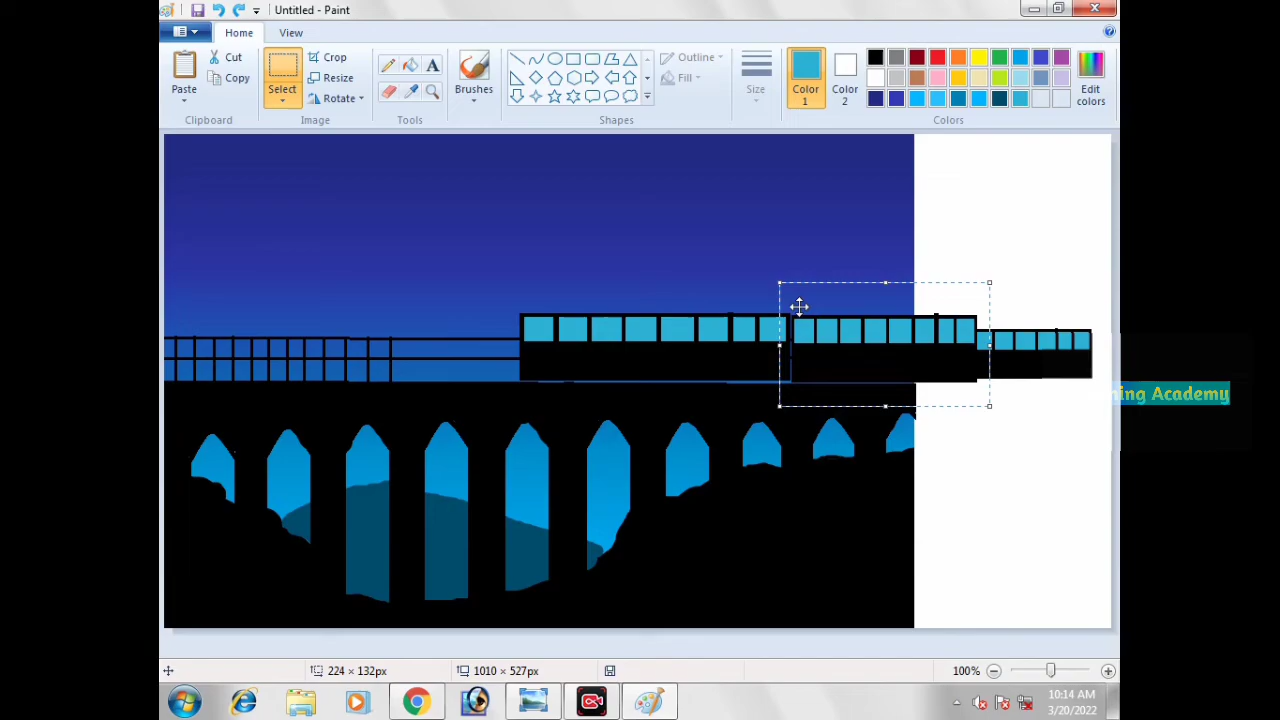 Untitled - Paint
Home View
Cut
Copy
Paste
Clipboard
Select
Crop
Resize
Rotate
Image
Tools
Brushes
Shapes
Outline
Fill
Size
Color 1
Color 2
Edit colors
Colors
ing Academy
224 × 132px
1010 × 527px
100%
10:14 AM
3/20/2022